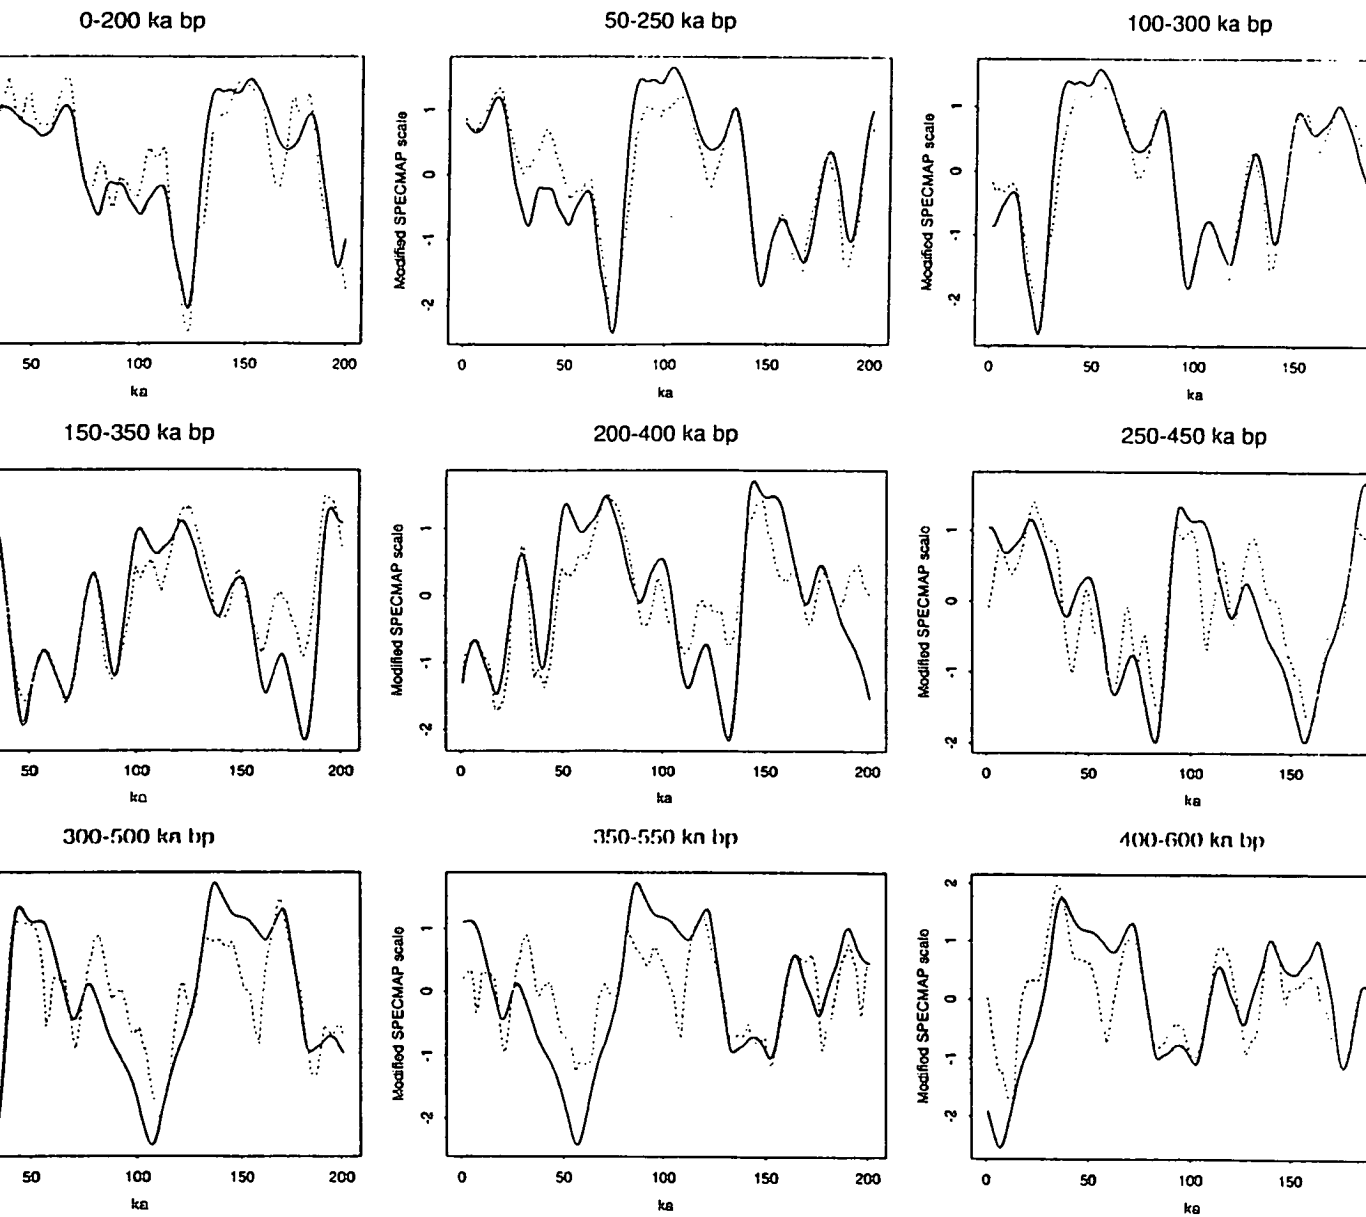 0-200 ka bp
50-250 ka bp
100-300 ka bp
Modified SPECMAP scale
1
0
-1
-2
Modified SPECMAP scale
1
0
-1
-2
50 100 150 200
0 50 100 150 200
0 50 100 150
ka
ka
ka
150-350 ka bp
200-400 ka bp
250-450 ka bp
Modified SPECMAP scale
1
0
-1
-2
Modified SPECMAP scale
1
0
-1
-2
50 100 150 200
0 50 100 150 200
0 50 100 150
ka
ka
ka
300-500 ka bp
350-550 ka bp
400-600 ka bp
Modified SPECMAP scale
1
0
-1
-2
Modified SPECMAP scale
2
1
0
-1
-2
50 100 150 200
0 50 100 150 200
0 50 100 150
ka
ka
ka